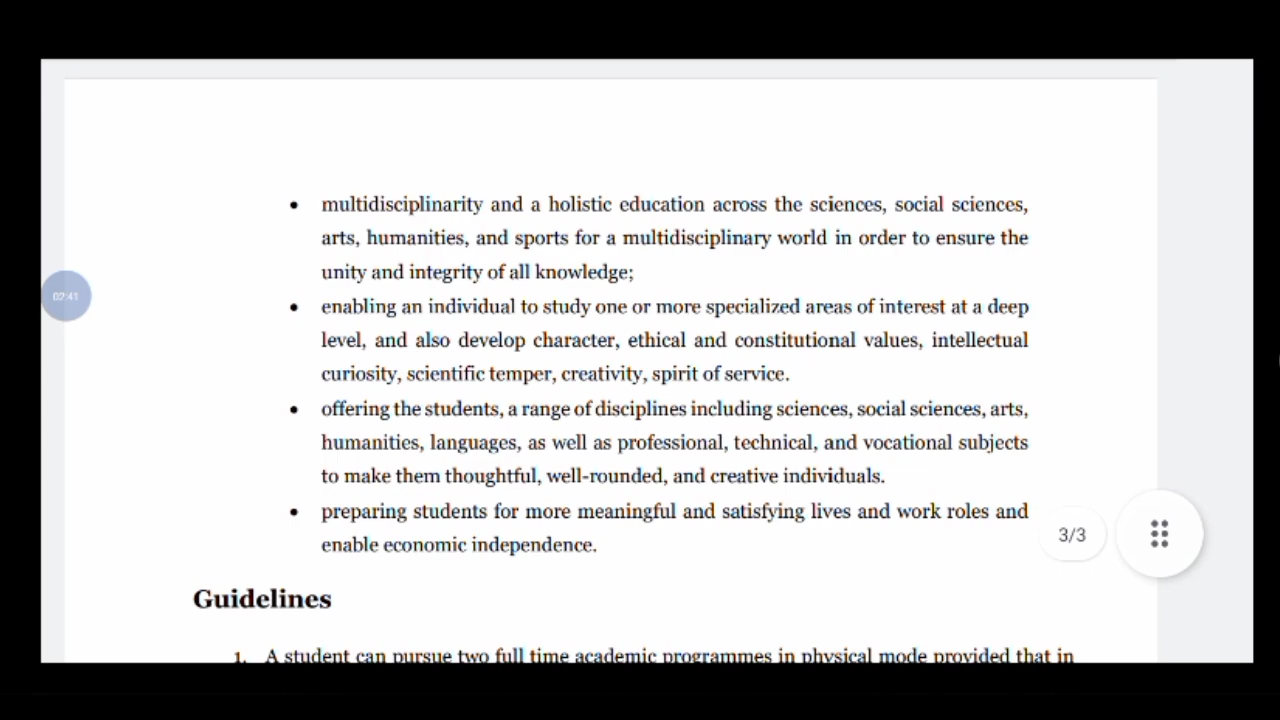 • multidisciplinarity and a holistic education across the sciences, social sciences,
arts, humanities, and sports for a multidisciplinary world in order to ensure the
unity and integrity of all knowledge;
• enabling an individual to study one or more specialized areas of interest at a deep
level, and also develop character, ethical and constitutional values, intellectual
curiosity, scientific temper, creativity, spirit of service.
• offering the students, a range of disciplines including sciences, social sciences, arts,
humanities, languages, as well as professional, technical, and vocational subjects
to make them thoughtful, well-rounded, and creative individuals.
• preparing students for more meaningful and satisfying lives and work roles and
enable economic independence.
Guidelines
1. A student can pursue two full time academic programmes in physical mode provided that in
02:41
3/3